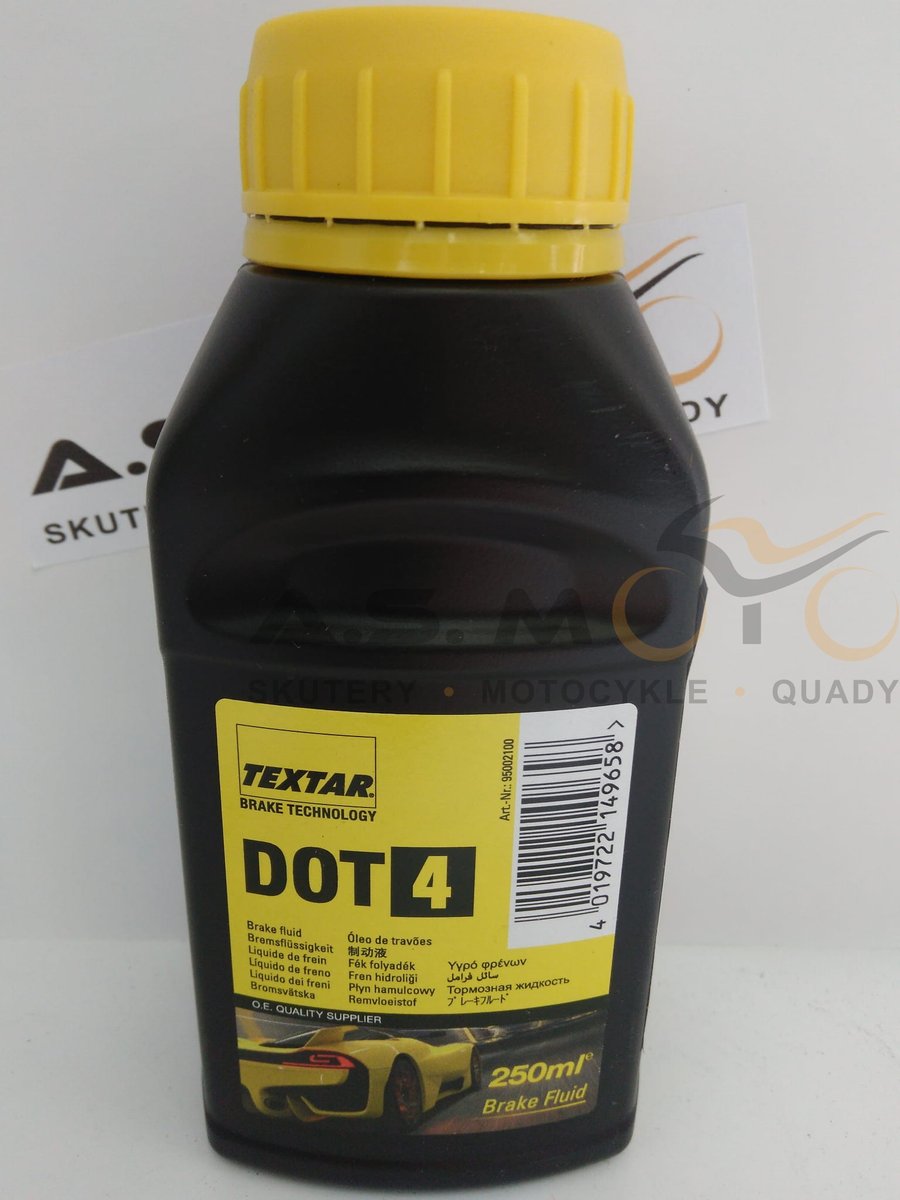 A.S.
SKUTE
QUADY
A.S. MOTO
SKUTERY • MOTOCYKLE • QUADY
TEXTAR®
BRAKE TECHNOLOGY
Art.-Nr.: 95002100
4 019722 149658 >
DOT 4
Brake fluid
Bremsflüssigkeit
Liquide de frein
Líquido de freno
Liquido dei freni
Bromsvätska
Óleo de travões
制动液
Fék folyadék
Fren hidroliği
Płyn hamulcowy
Remvloeistof
Υγρό φρένων
سائل فرامل
Тормозная жидкость
ブレーキフルード
O.E. QUALITY SUPPLIER
250ml℮
Brake Fluid